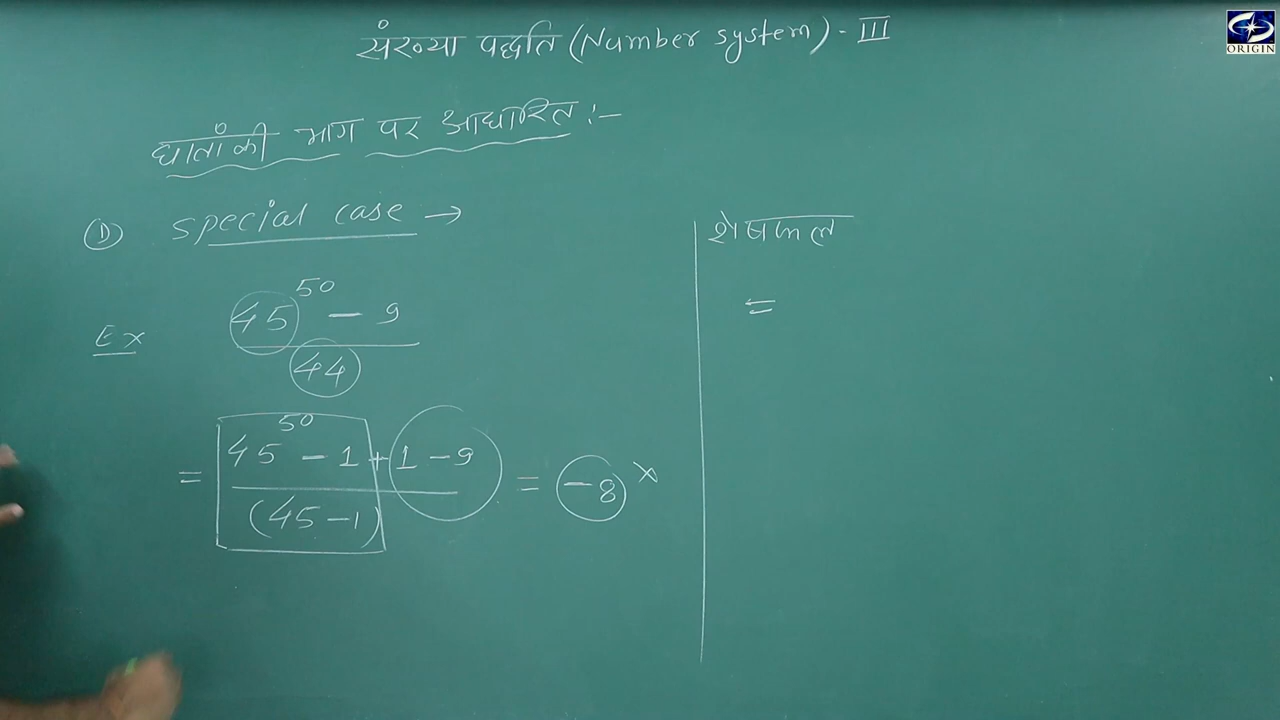 संख्या पद्धति (Number system) - III
ORIGIN
घातांकी भाग पर आधारित :-
① special case →
शेषफल
Ex 45^50 - 9 / 44
=
= 45^50 - 1 + 1 - 9 / (45 - 1) = -8 ×